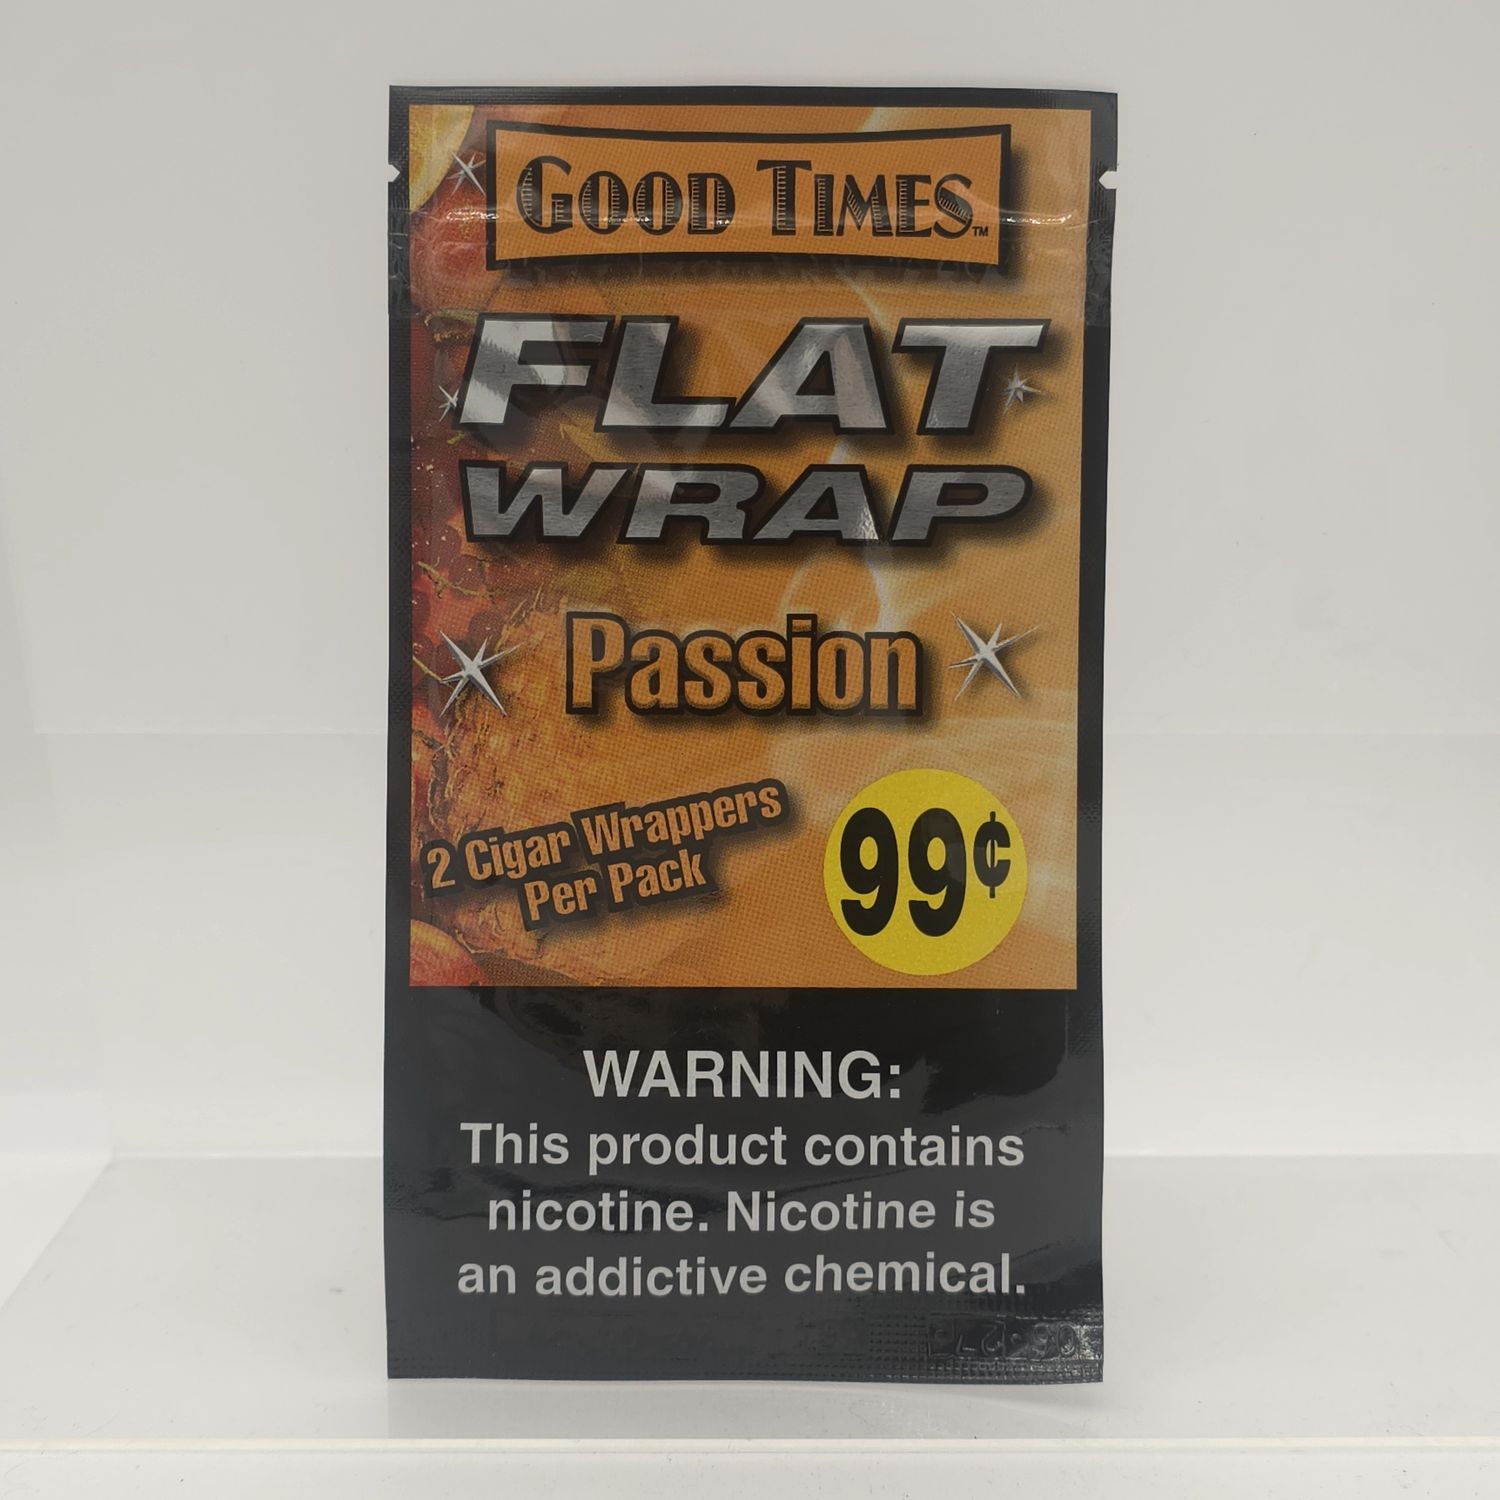 GOOD TIMES™
FLAT
WRAP
Passion
2 Cigar Wrappers
Per Pack
99¢
WARNING:
This product contains
nicotine. Nicotine is
an addictive chemical.